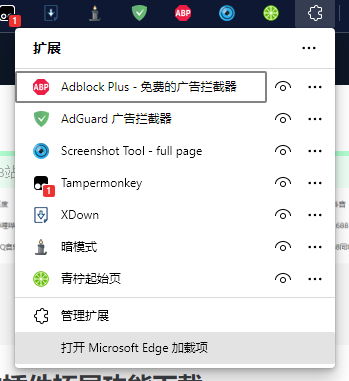 1
ABP
扩展
ABP Adblock Plus - 免费的广告拦截器
AdGuard 广告拦截器
Screenshot Tool - full page
Tampermonkey
1
XDown
暗模式
青柠起始页
管理扩展
打开 Microsoft Edge 加载项